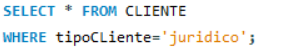 SELECT * FROM CLIENTE
WHERE tipoCLiente='juridico';